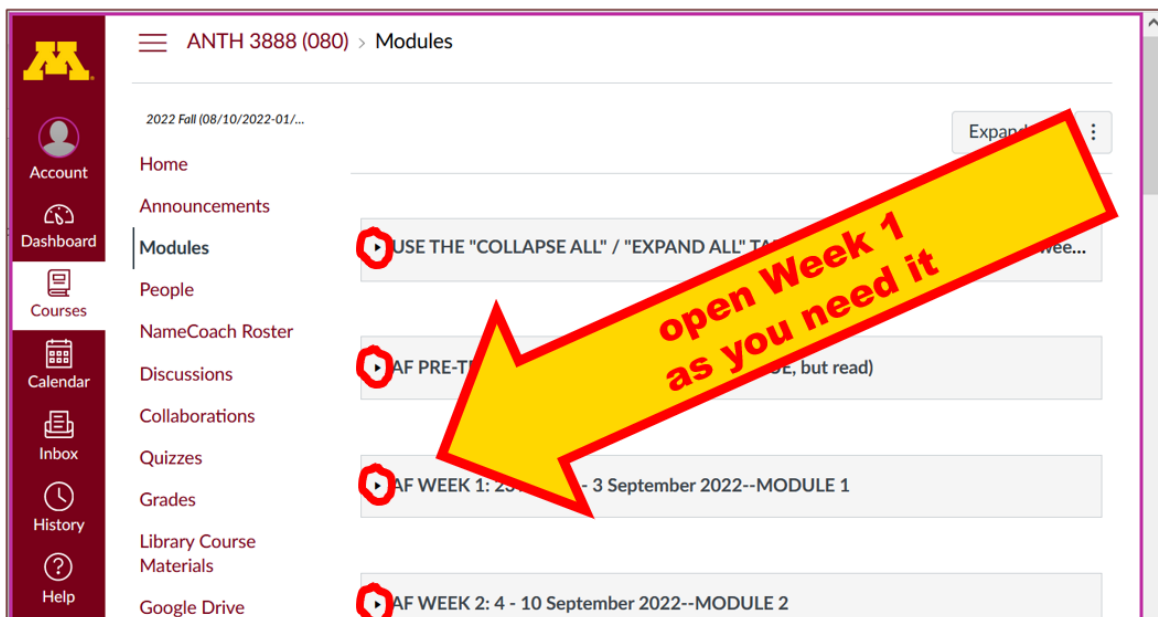 M
ANTH 3888 (080) > Modules
2022 Fall (08/10/2022-01/...
Account
Dashboard
Courses
Calendar
Inbox
History
Help
Home
Announcements
Modules
People
NameCoach Roster
Discussions
Collaborations
Quizzes
Grades
Library Course
Materials
Google Drive
USE THE "COLLAPSE ALL" / "EXPAND ALL"
AF
but read)
AF WEEK 1: - 3 September 2022--MODULE 1
AF WEEK 2: 4 - 10 September 2022--MODULE 2
open Week 1
as you need it